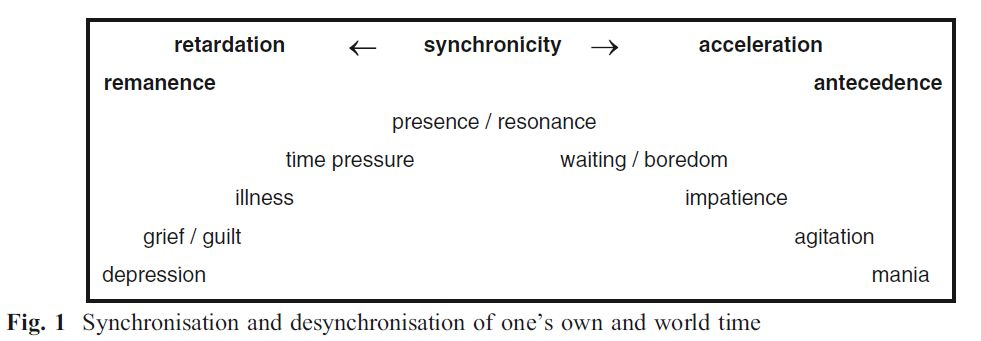 retardation ← synchronicity → acceleration
remanence antecedence
presence / resonance
time pressure waiting / boredom
illness impatience
grief / guilt agitation
depression mania
Fig. 1 Synchronisation and desynchronisation of one's own and world time